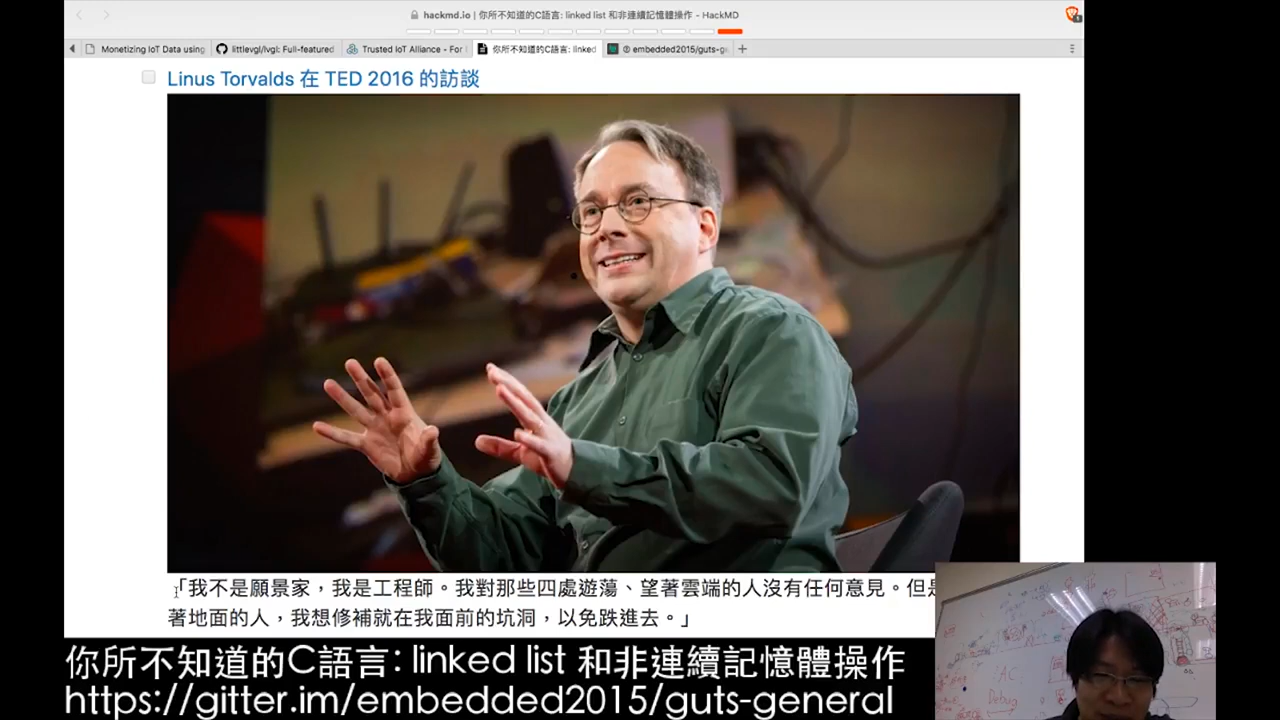 hackmd.io | 你所不知道的C語言: linked list 和非連續記憶體操作 - HackMD
Monetizing IoT Data using
littlevgl/lvgl: Full-featured
Trusted IoT Alliance - For
你所不知道的C語言: linked
embedded2015/guts-g
Linus Torvalds 在 TED 2016 的訪談
「我不是願景家，我是工程師。我對那些四處遊蕩、望著雲端的人沒有任何意見。但
著地面的人，我想修補就在我面前的坑洞，以免跌進去。」
AC
Debug
你所不知道的C語言: linked list 和非連續記憶體操作
https://gitter.im/embedded2015/guts-general